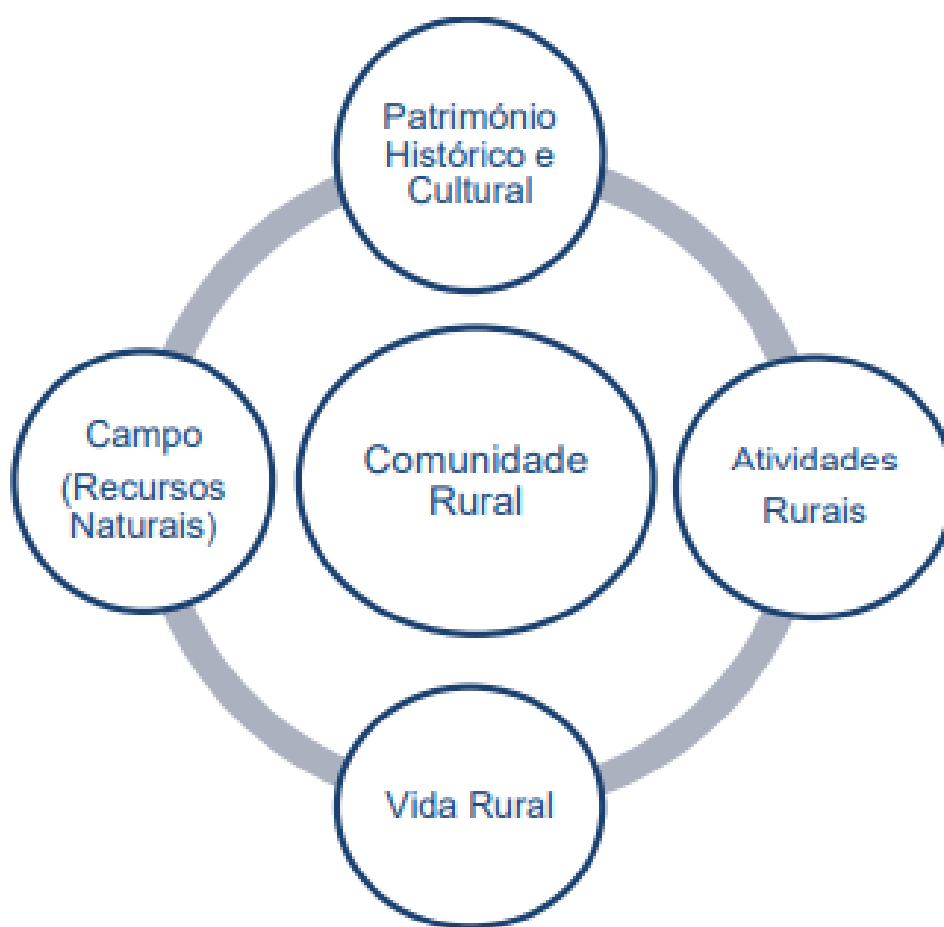 Património
Histórico e
Cultural
Campo
(Recursos
Naturais)
Comunidade
Rural
Atividades
Rurais
Vida Rural